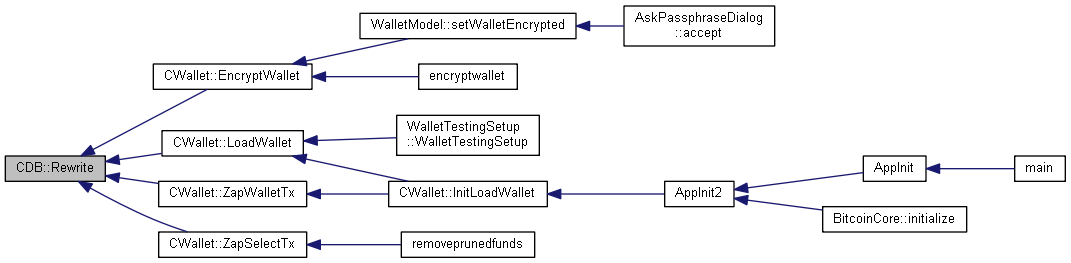 WalletModel::setWalletEncrypted
AskPassphraseDialog
::accept
CWallet::EncryptWallet
encryptwallet
WalletTestingSetup
::WalletTestingSetup
CWallet::LoadWallet
CDB::Rewrite
AppInit
main
CWallet::ZapWalletTx
CWallet::InitLoadWallet
AppInit2
BitcoinCore::initialize
CWallet::ZapSelectTx
removeprunedfunds